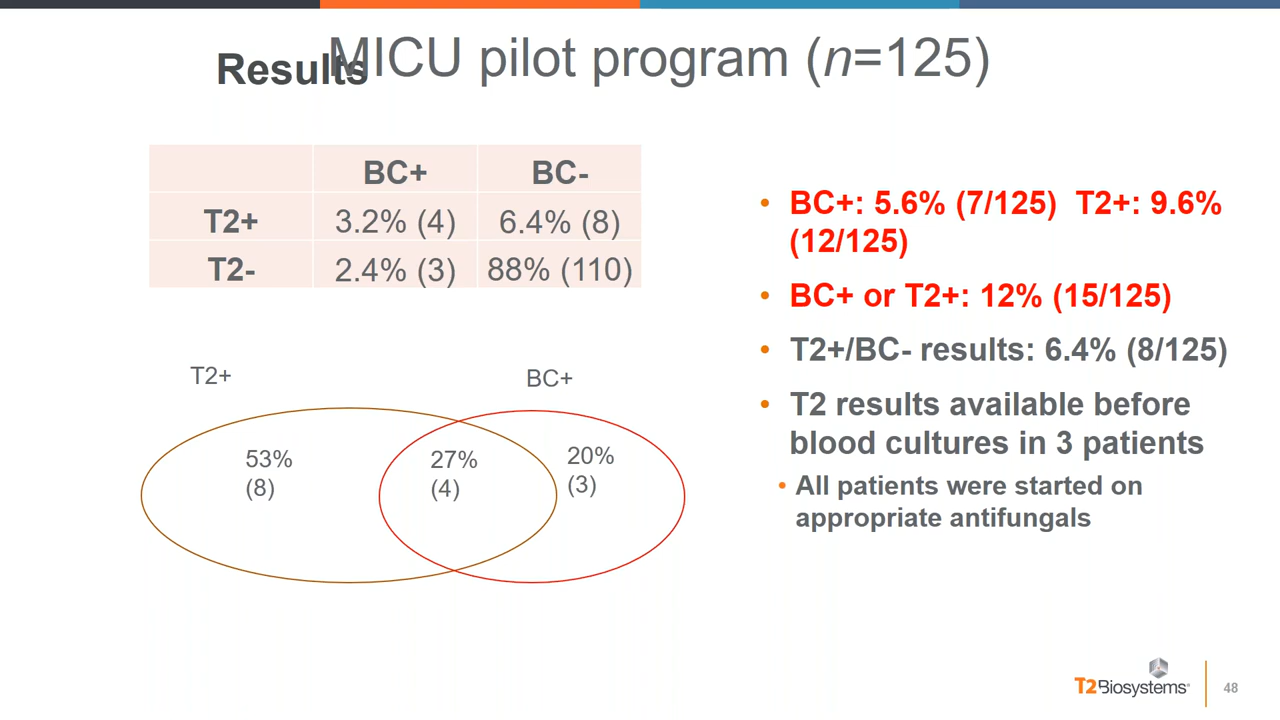 Results
MICU pilot program (n=125)
BC+ BC-
T2+ 3.2% (4) 6.4% (8)
T2- 2.4% (3) 88% (110)
T2+
BC+
53%
(8)
27%
(4)
20%
(3)
• BC+: 5.6% (7/125) T2+: 9.6%
(12/125)
• BC+ or T2+: 12% (15/125)
• T2+/BC- results: 6.4% (8/125)
• T2 results available before
blood cultures in 3 patients
• All patients were started on
appropriate antifungals
T2Biosystems®
48